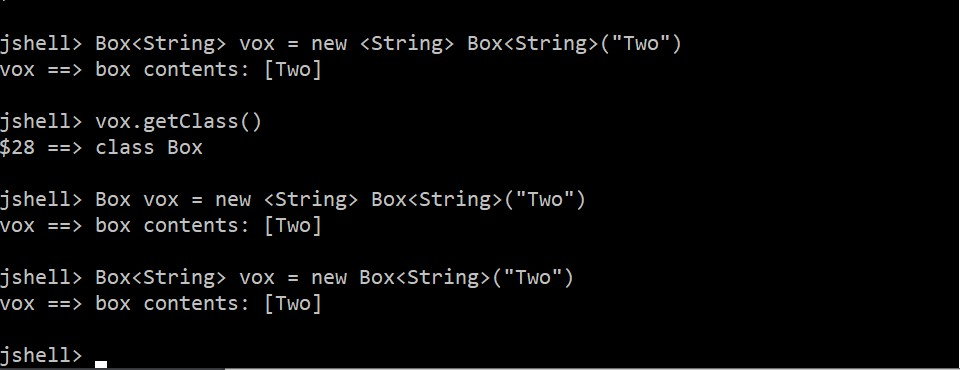 jshell> Box<String> vox = new <String> Box<String>("Two")
vox ==> box contents: [Two]
jshell> vox.getClass()
$28 ==> class Box
jshell> Box vox = new <String> Box<String>("Two")
vox ==> box contents: [Two]
jshell> Box<String> vox = new Box<String>("Two")
vox ==> box contents: [Two]
jshell>